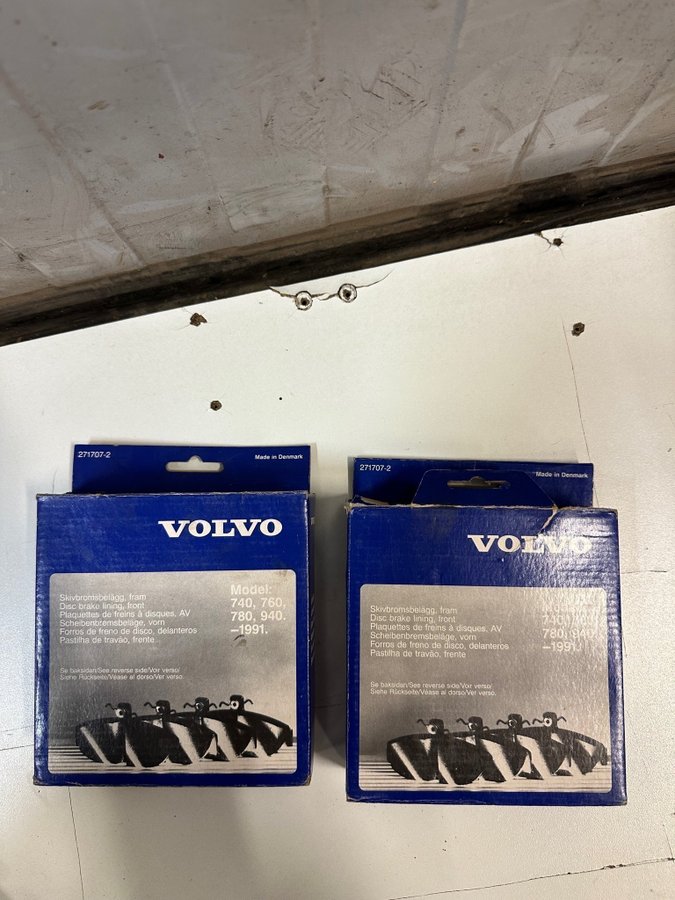 271707-2
Made in Denmark
VOLVO
Skivbromsbelägg, fram
Disc brake lining, front
Plaquettes de freins à disques, AV
Scheibenbremsbeläge, vorn
Forros de freno de disco, delanteros
Pastilha de travão, frente
Model:
740, 760,
780, 940.
–1991.
Se baksidan/See reverse side/Voir verso/
Siehe Rückseite/Véase al dorso/Ver verso.
271707-2
Made in Denmark
VOLVO
Skivbromsbelägg, fram
Disc brake lining, front
Plaquettes de freins à disques, AV
Scheibenbremsbeläge, vorn
Forros de freno de disco, delanteros
Pastilha de travão, frente
740,
780, 940
–1991.
Se baksidan/See reverse side/Voir verso/
Siehe Rückseite/Véase al dorso/Ver verso.